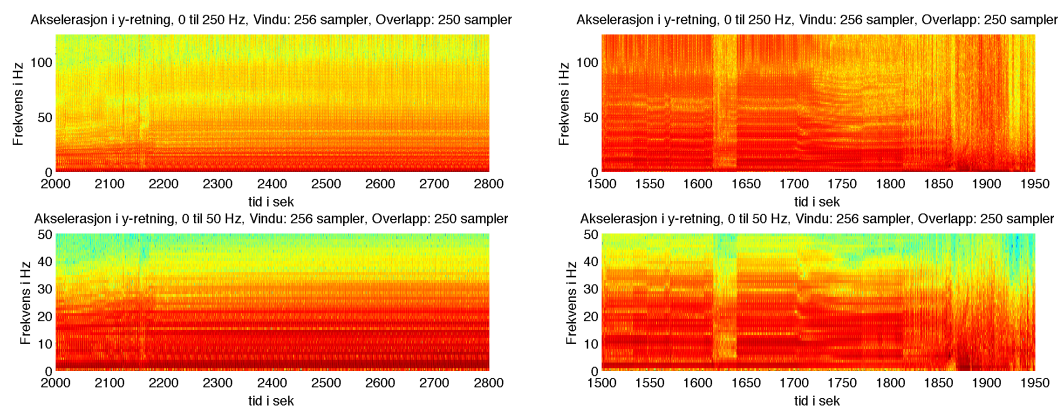 Akselerasjon i y-retning, 0 til 250 Hz, Vindu: 256 sampler, Overlapp: 250 sampler
Frekvens i Hz
100
50
0
2000 2100 2200 2300 2400 2500 2600 2700 2800
tid i sek
Akselerasjon i y-retning, 0 til 250 Hz, Vindu: 256 sampler, Overlapp: 250 sampler
Frekvens i Hz
100
50
0
1500 1550 1600 1650 1700 1750 1800 1850 1900 1950
tid i sek
Akselerasjon i y-retning, 0 til 50 Hz, Vindu: 256 sampler, Overlapp: 250 sampler
Frekvens i Hz
50
40
30
20
10
0
2000 2100 2200 2300 2400 2500 2600 2700 2800
tid i sek
Akselerasjon i y-retning, 0 til 50 Hz, Vindu: 256 sampler, Overlapp: 250 sampler
Frekvens i Hz
50
40
30
20
10
0
1500 1550 1600 1650 1700 1750 1800 1850 1900 1950
tid i sek